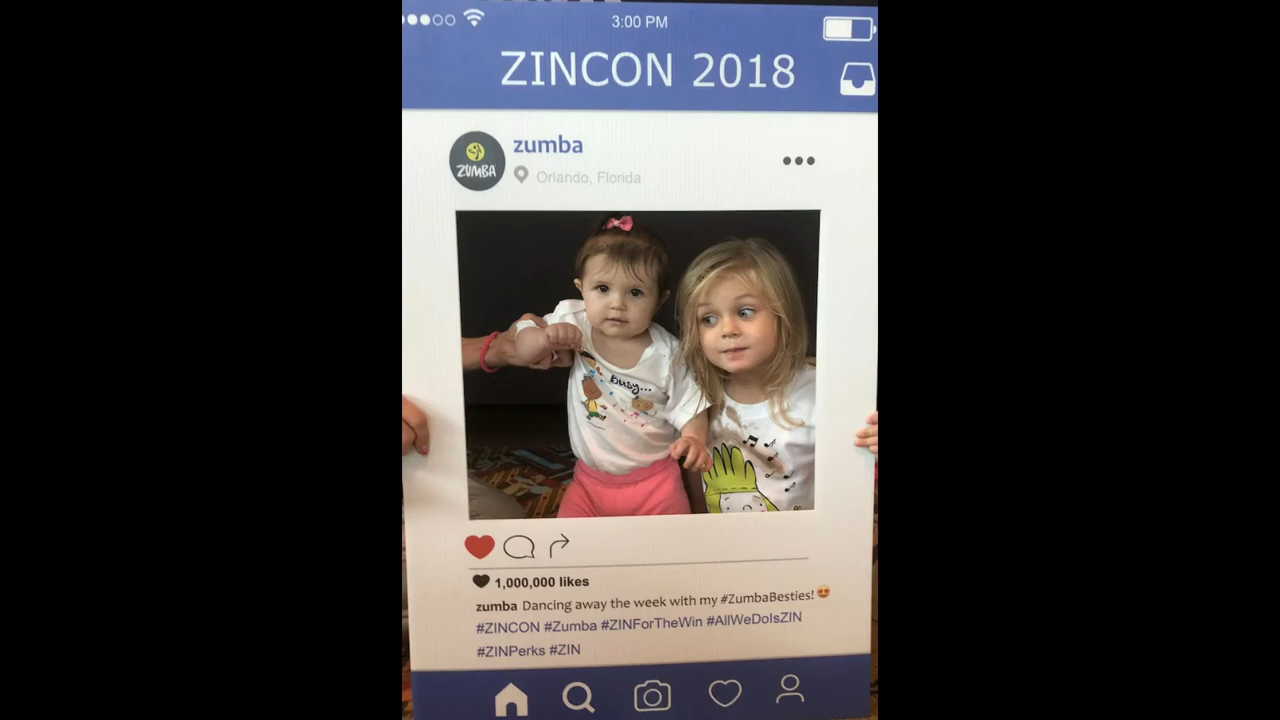 3:00 PM
ZINCON 2018
zumba
ZUMBA
Orlando, Florida
Busy...
1,000,000 likes
zumba Dancing away the week with my #ZumbaBesties! 😍
#ZINCON #Zumba #ZINForTheWin #AllWeDoIsZIN
#ZINPerks #ZIN